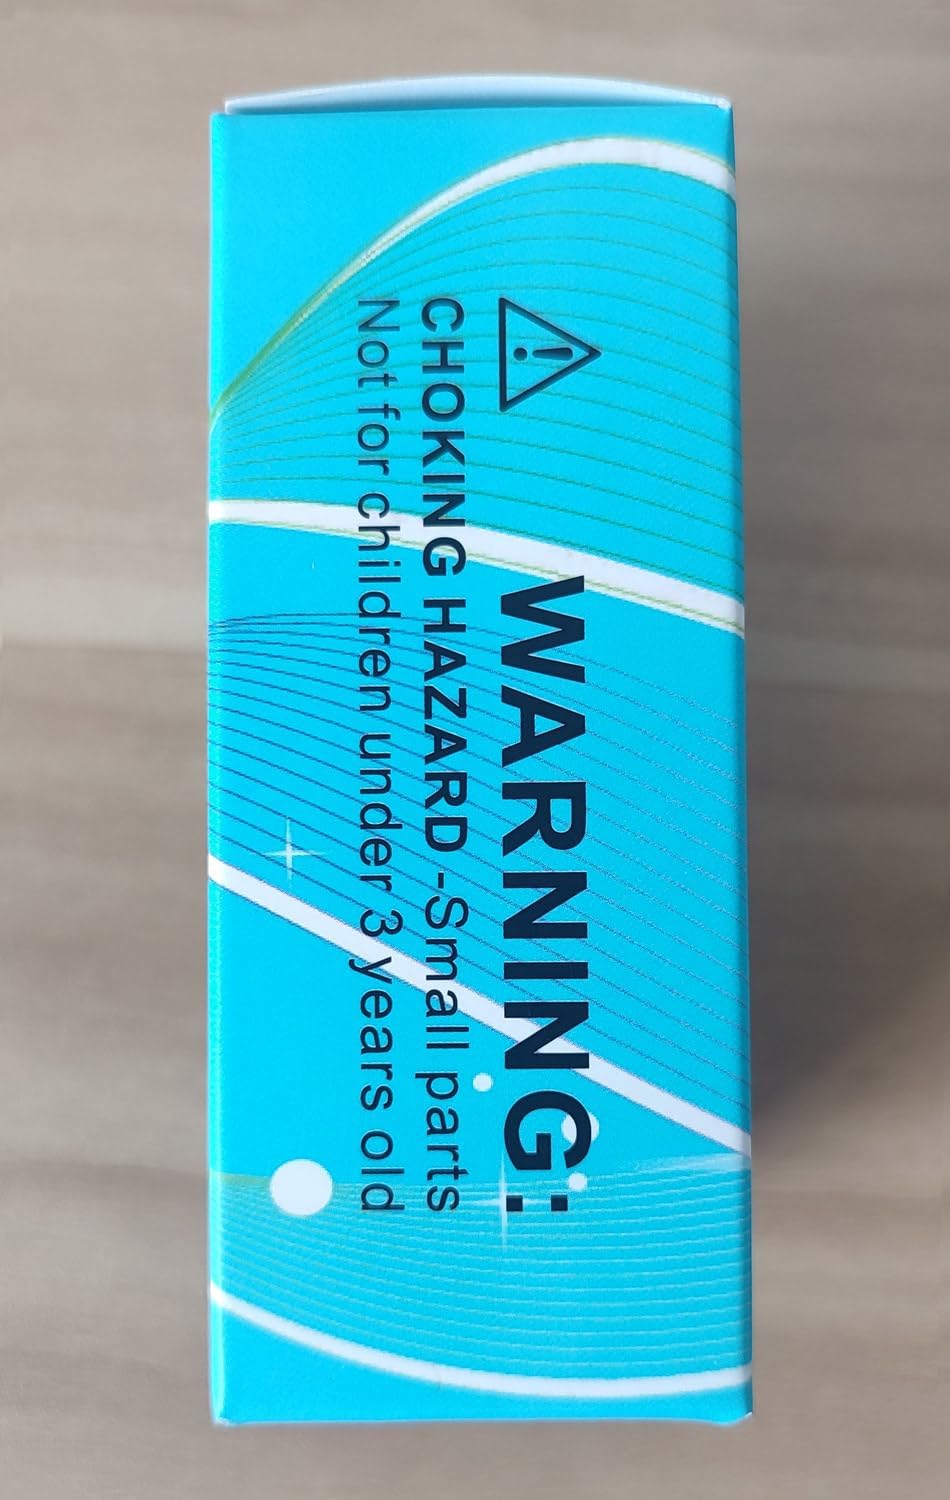 ⚠ WARNING:
CHOKING HAZARD -Small parts
Not for children under 3 years old